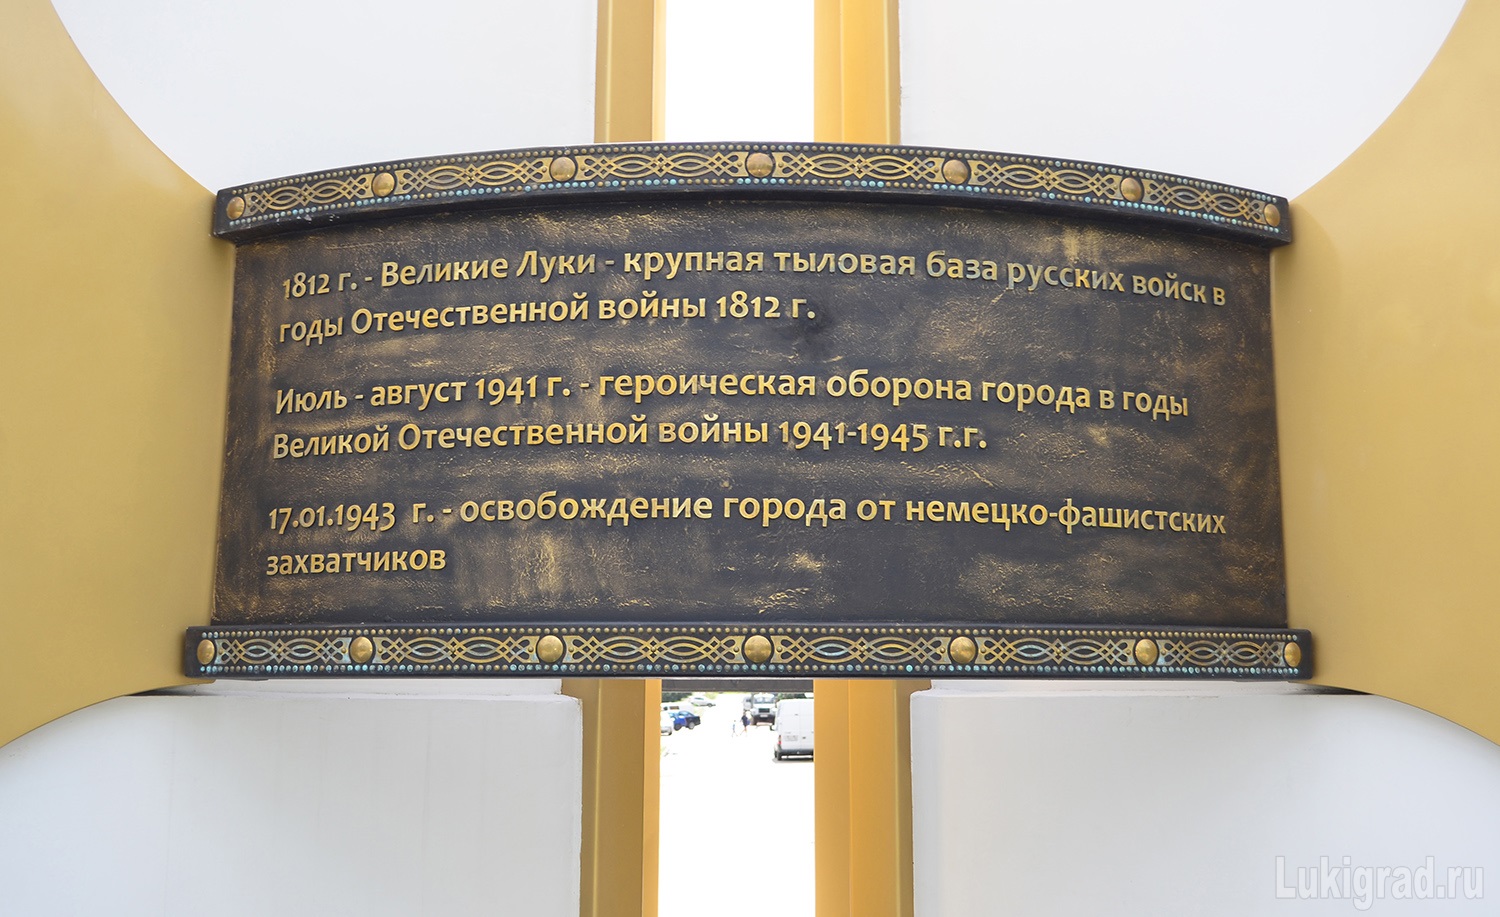 1812 г. - Великие Луки - крупная тыловая база русских войск в
годы Отечественной войны 1812 г.
Июль - август 1941 г. - героическая оборона города в годы
Великой Отечественной войны 1941-1945 г.г.
17.01.1943 г. - освобождение города от немецко-фашистских
захватчиков
Lukigrad.ru